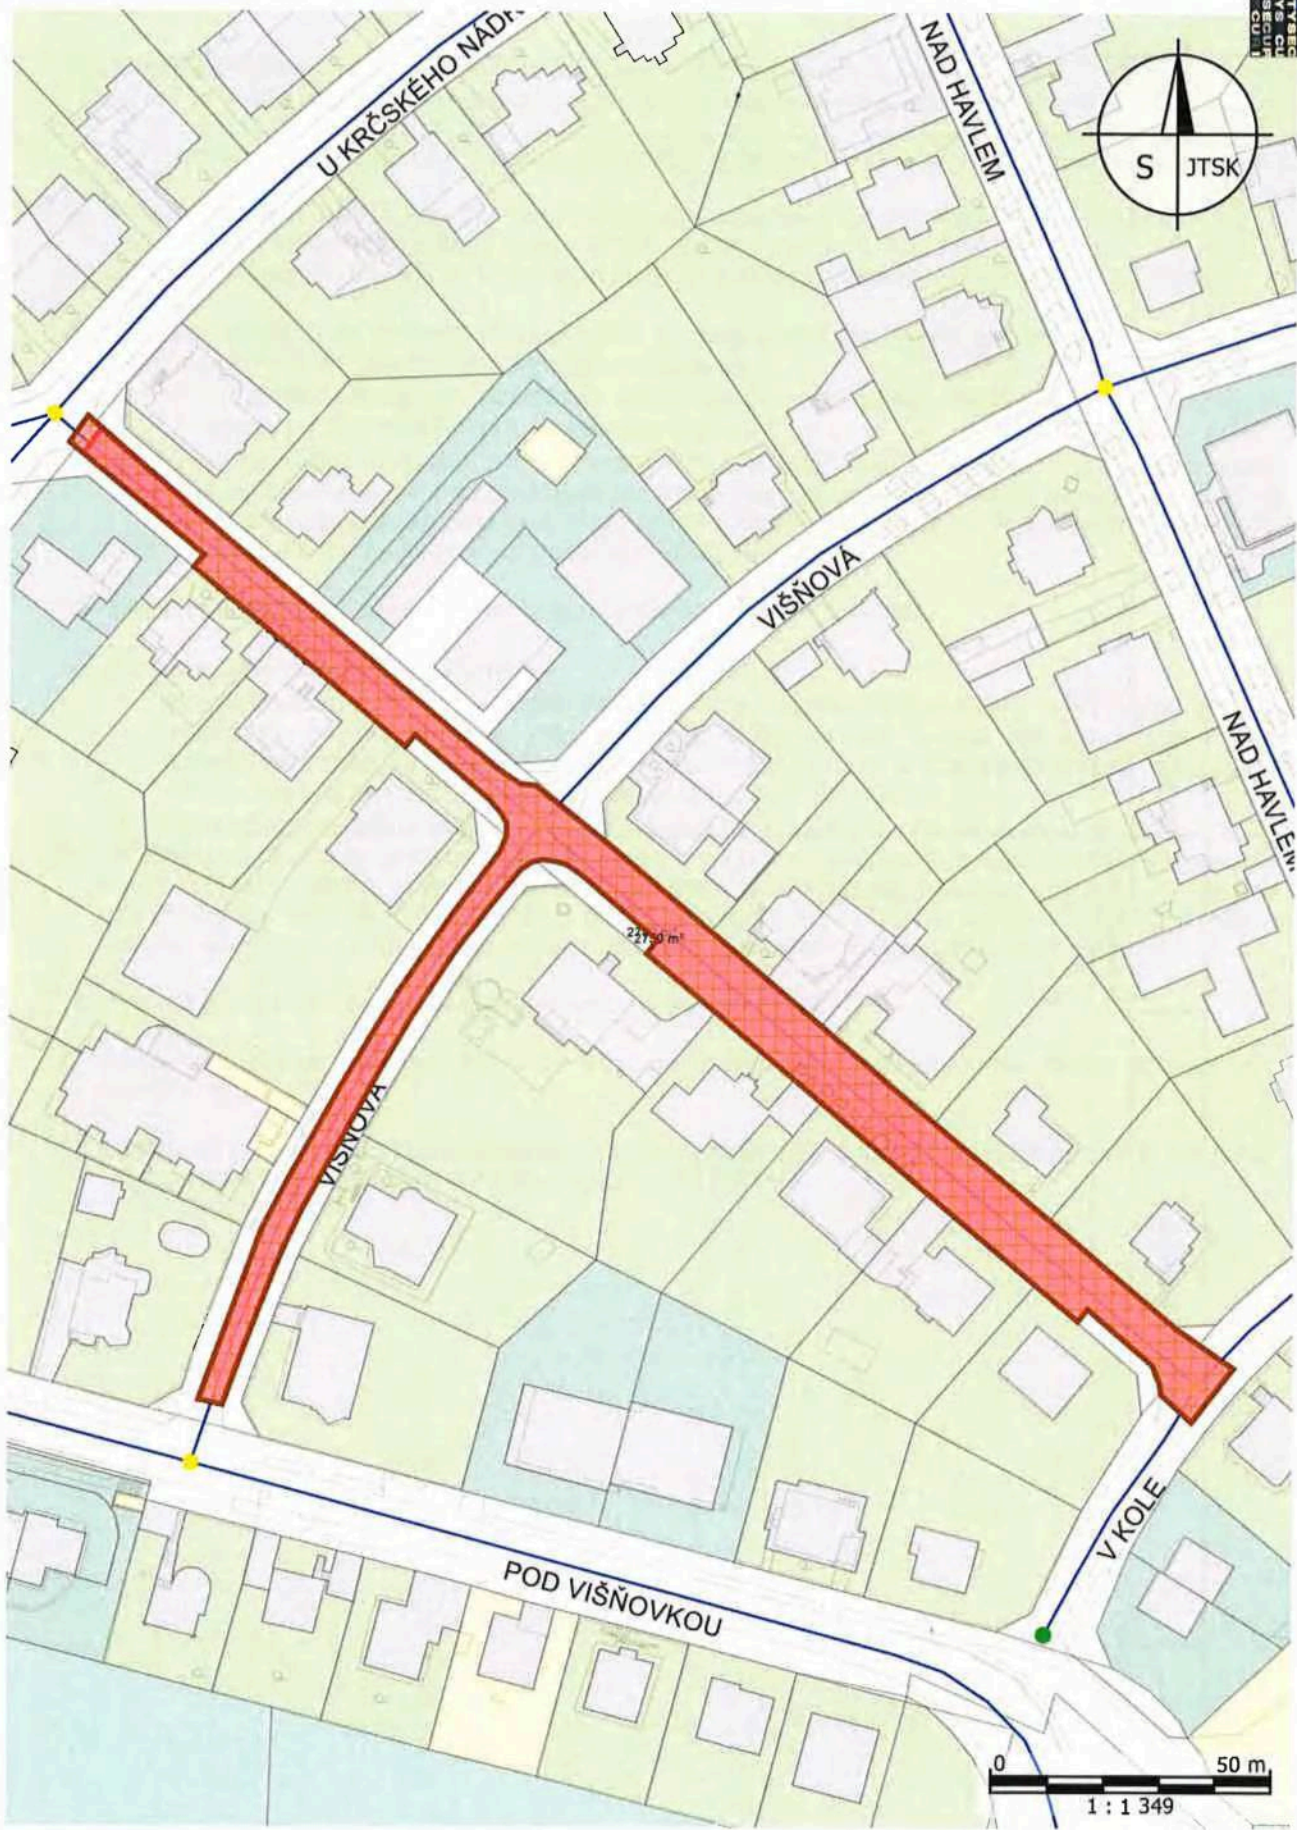 U KRČSKÉHO NÁDR
NAD HAVLEM
S JTSK
VIŠŇOVÁ
NAD HAVLEM
VIŠŇOVÁ
V KOLE
POD VIŠŇOVKOU
0 50 m
1 : 1 349